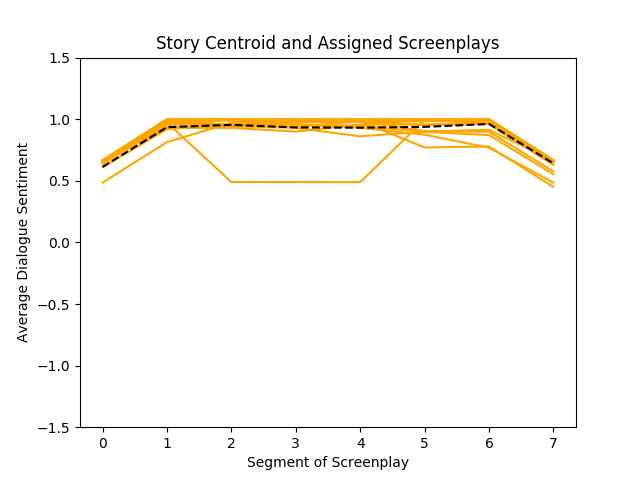 Story Centroid and Assigned Screenplays
1.5
1.0
0.5
0.0
−0.5
−1.0
−1.5
Average Dialogue Sentiment
0 1 2 3 4 5 6 7
Segment of Screenplay